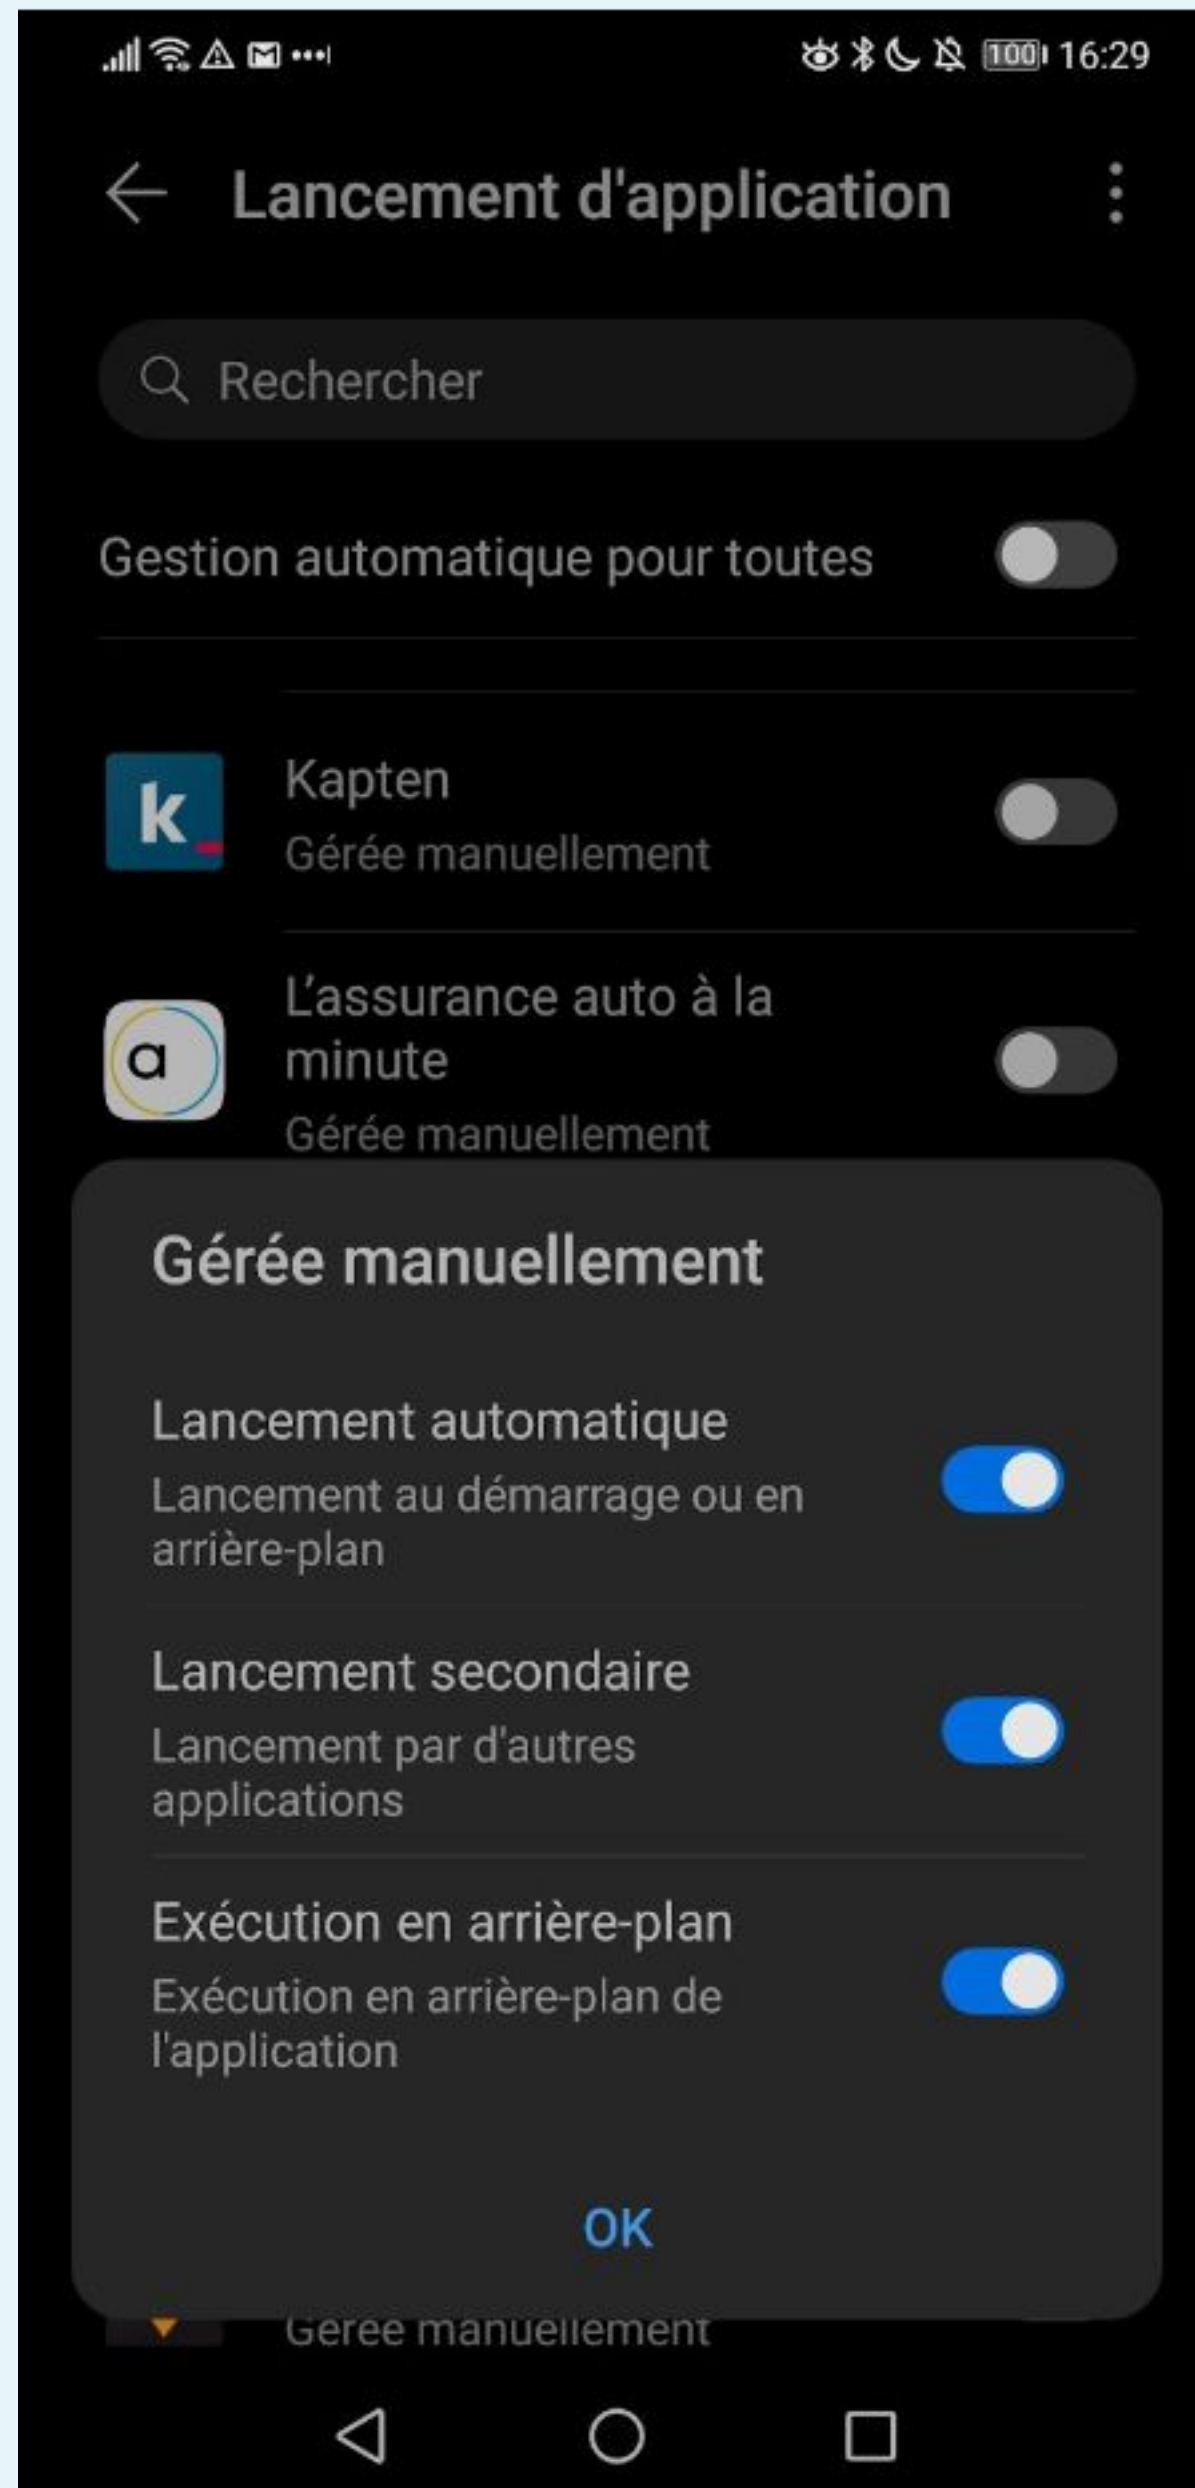 100 16:29
Lancement d'application
Rechercher
Gestion automatique pour toutes
k
Kapten
Gérée manuellement
a
L’assurance auto à la
minute
Gérée manuellement
Gérée manuellement
Lancement automatique
Lancement au démarrage ou en
arrière-plan
Lancement secondaire
Lancement par d'autres
applications
Exécution en arrière-plan
Exécution en arrière-plan de
l'application
OK
Gérée manuellement